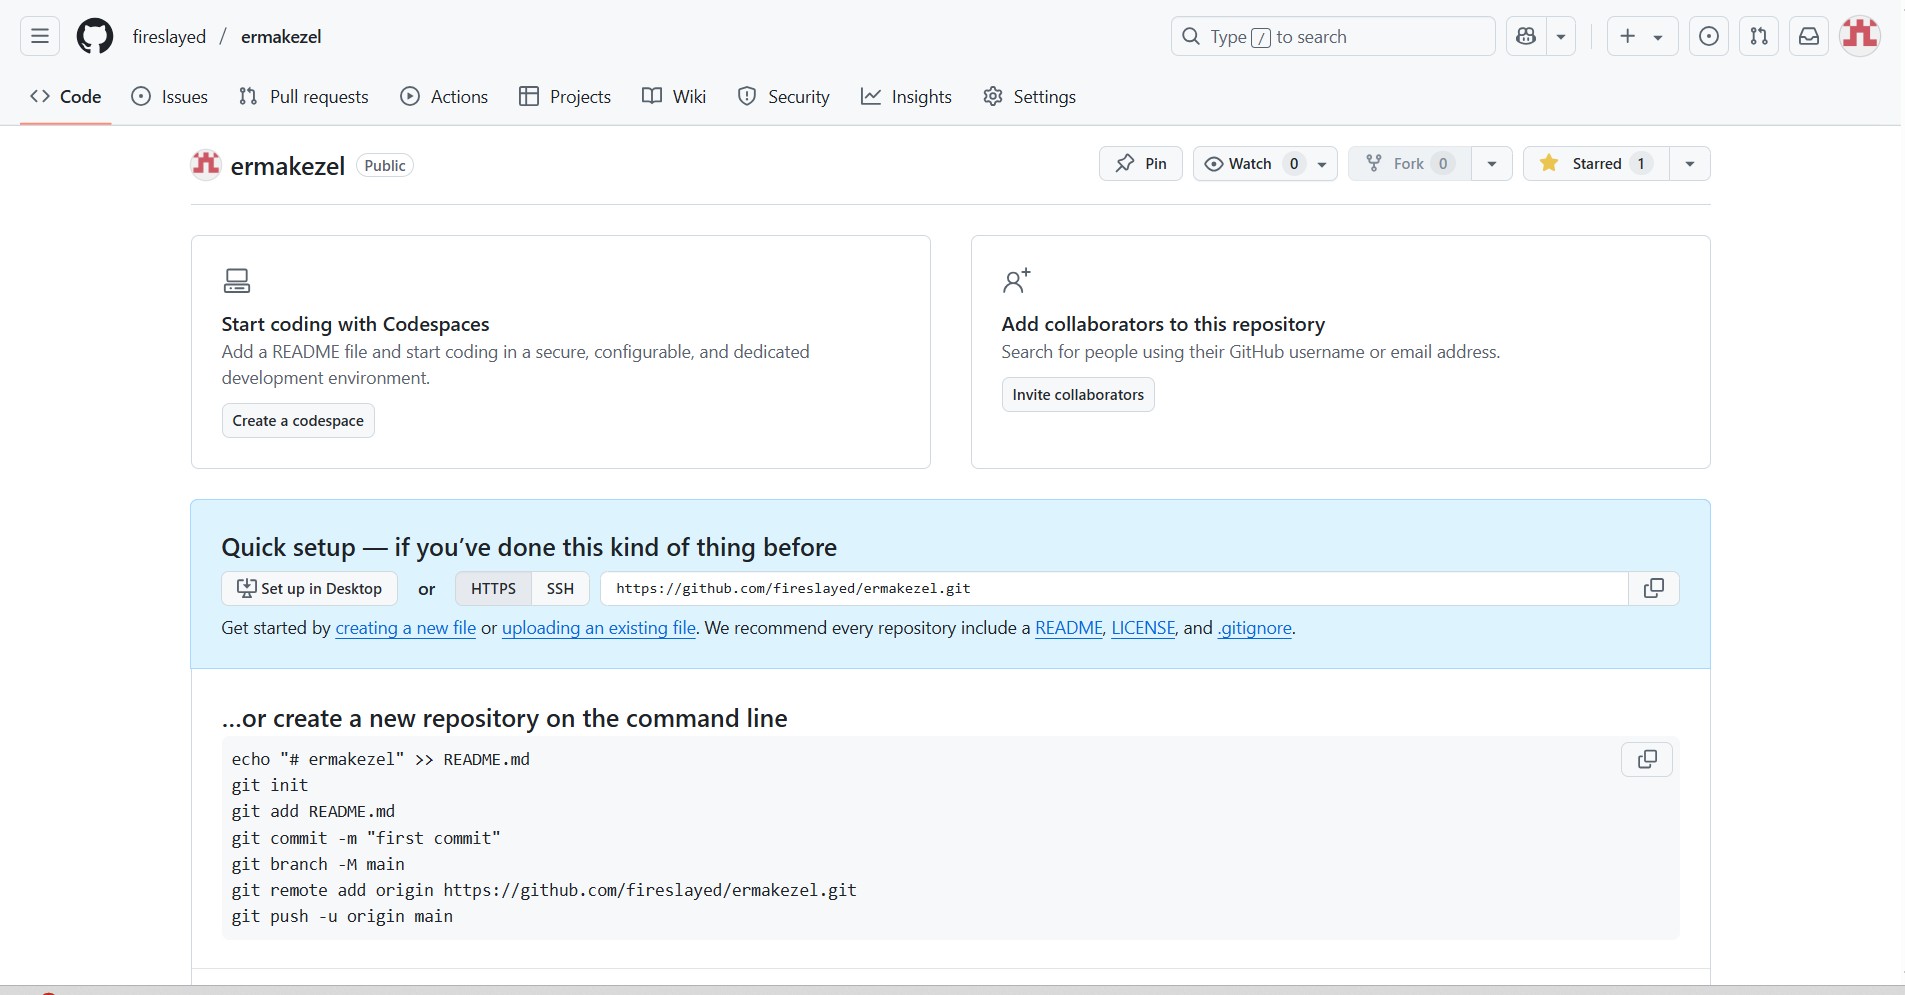 fireslayed / ermakezel
Type / to search
Code
Issues
Pull requests
Actions
Projects
Wiki
Security
Insights
Settings
ermakezel
Public
Pin
Watch 0
Fork 0
Starred 1
Start coding with Codespaces
Add a README file and start coding in a secure, configurable, and dedicated
development environment.
Create a codespace
Add collaborators to this repository
Search for people using their GitHub username or email address.
Invite collaborators
Quick setup — if you’ve done this kind of thing before
Set up in Desktop
or
HTTPS
SSH
https://github.com/fireslayed/ermakezel.git
Get started by creating a new file or uploading an existing file. We recommend every repository include a README, LICENSE, and .gitignore.
…or create a new repository on the command line
echo "# ermakezel" >> README.md
git init
git add README.md
git commit -m "first commit"
git branch -M main
git remote add origin https://github.com/fireslayed/ermakezel.git
git push -u origin main